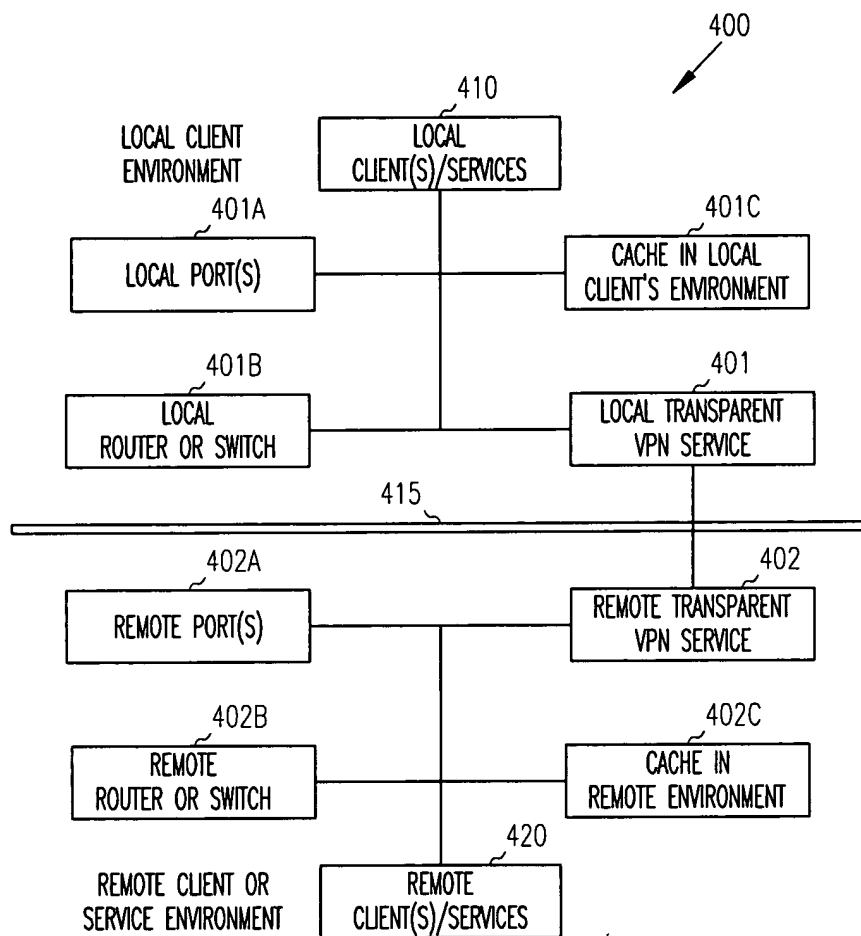 400
410
LOCAL CLIENT
ENVIRONMENT
LOCAL
CLIENT(S)/SERVICES
401A
LOCAL PORT(S)
401C
CACHE IN LOCAL
CLIENT'S ENVIRONMENT
401B
LOCAL
ROUTER OR SWITCH
401
LOCAL TRANSPARENT
VPN SERVICE
415
402A
REMOTE PORT(S)
402
REMOTE TRANSPARENT
VPN SERVICE
402B
REMOTE
ROUTER OR SWITCH
402C
CACHE IN
REMOTE ENVIRONMENT
420
REMOTE CLIENT OR
SERVICE ENVIRONMENT
REMOTE
CLIENT(S)/SERVICES